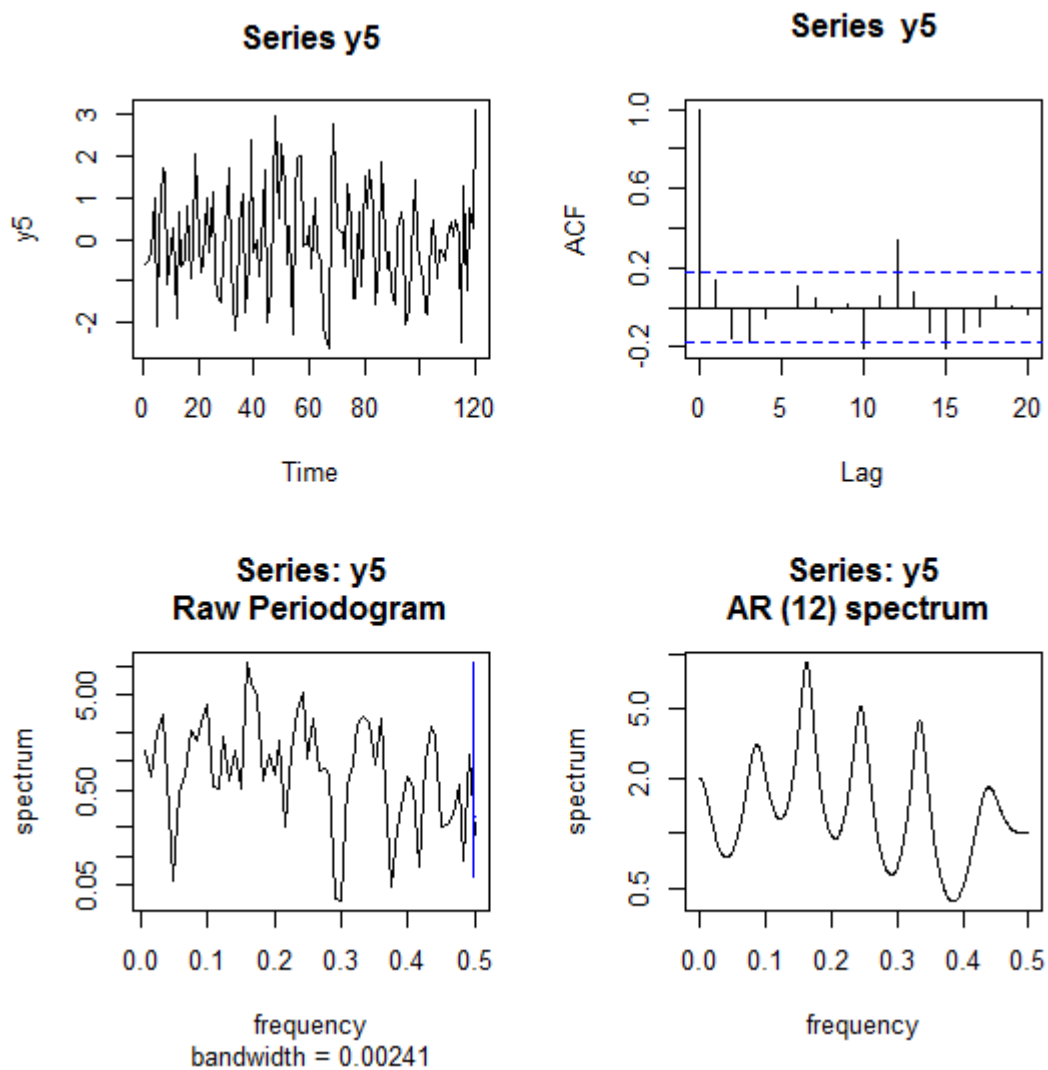 Series y5
y5
3
2
1
0
-2
0 20 40 60 80 120
Time
Series y5
ACF
1.0
0.6
0.2
-0.2
0 5 10 15 20
Lag
Series: y5
Raw Periodogram
spectrum
5.00
0.50
0.05
0.0 0.1 0.2 0.3 0.4 0.5
frequency
bandwidth = 0.00241
Series: y5
AR (12) spectrum
spectrum
5.0
2.0
0.5
0.0 0.1 0.2 0.3 0.4 0.5
frequency